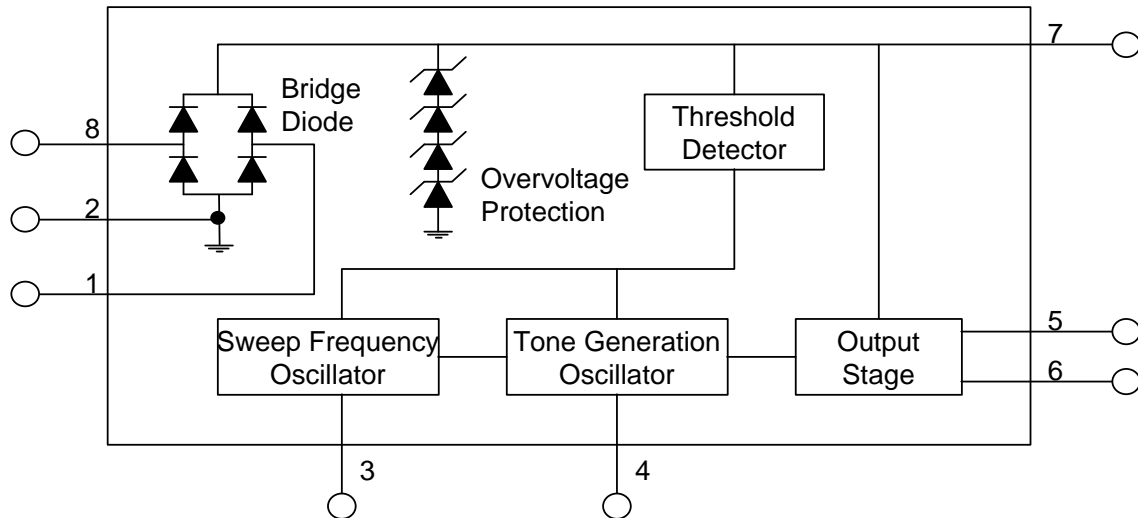 7
Bridge
Diode
8
Threshold
Detector
Overvoltage
Protection
2
1
Sweep Frequency
Oscillator
Tone Generation
Oscillator
Output
Stage
5
6
3
4